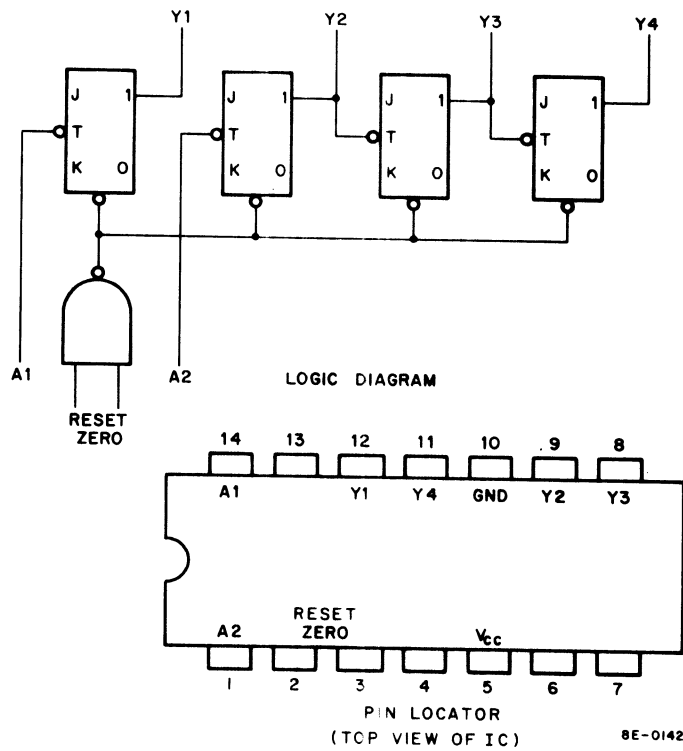 Y1 Y2 Y3 Y4
J 1 J 1 J 1 J 1
T T T T
K 0 K 0 K 0 K 0
A1 A2 LOGIC DIAGRAM
RESET
ZERO
14 13 12 11 10 9 8
A1 Y1 Y4 GND Y2 Y3
RESET
A2 ZERO Vcc
1 2 3 4 5 6 7
PIN LOCATOR
(TOP VIEW OF IC)
8E-0142